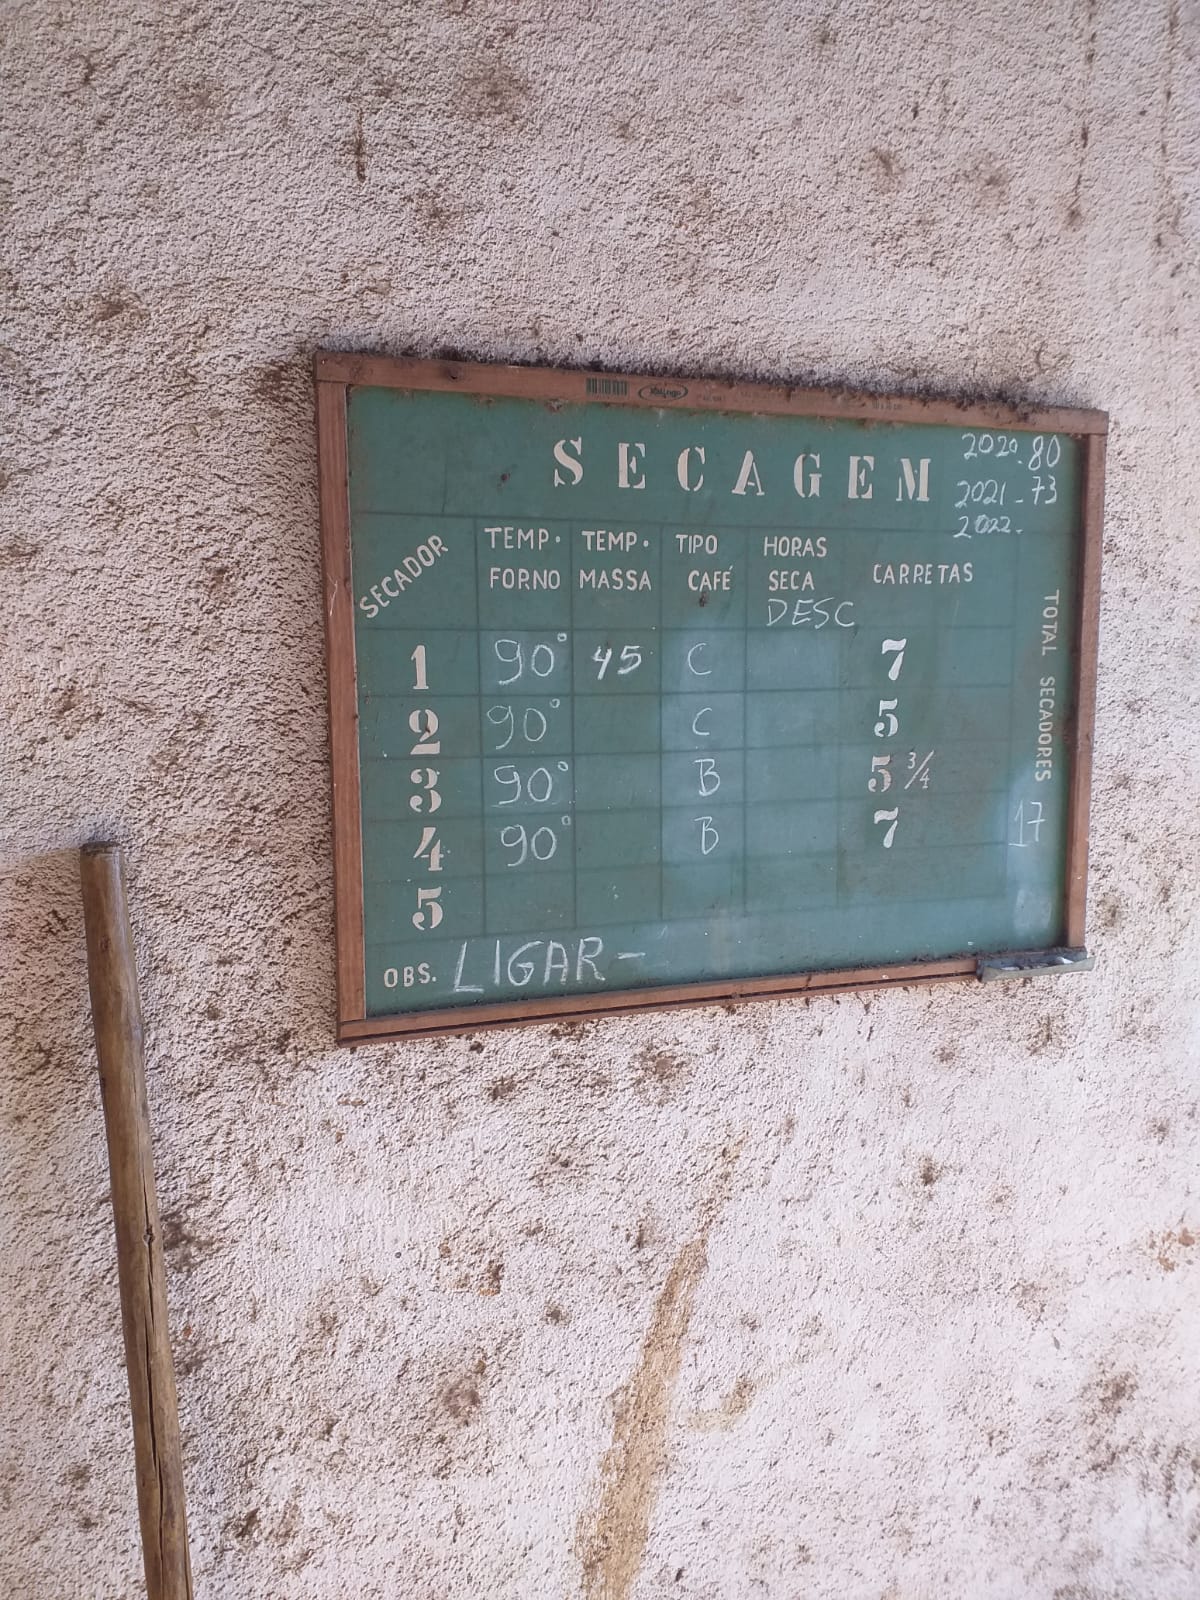 SECAGEM
2020-80
2021-73
2022-
SECADOR
TEMP. FORNO
TEMP. MASSA
TIPO CAFÉ
HORAS SECA
DESC
CARRETAS
TOTAL SECADORES
1 90° 45 C 7
2 90° C 5
3 90° B 5 3/4
4 90° B 7
17
5
OBS. LIGAR-